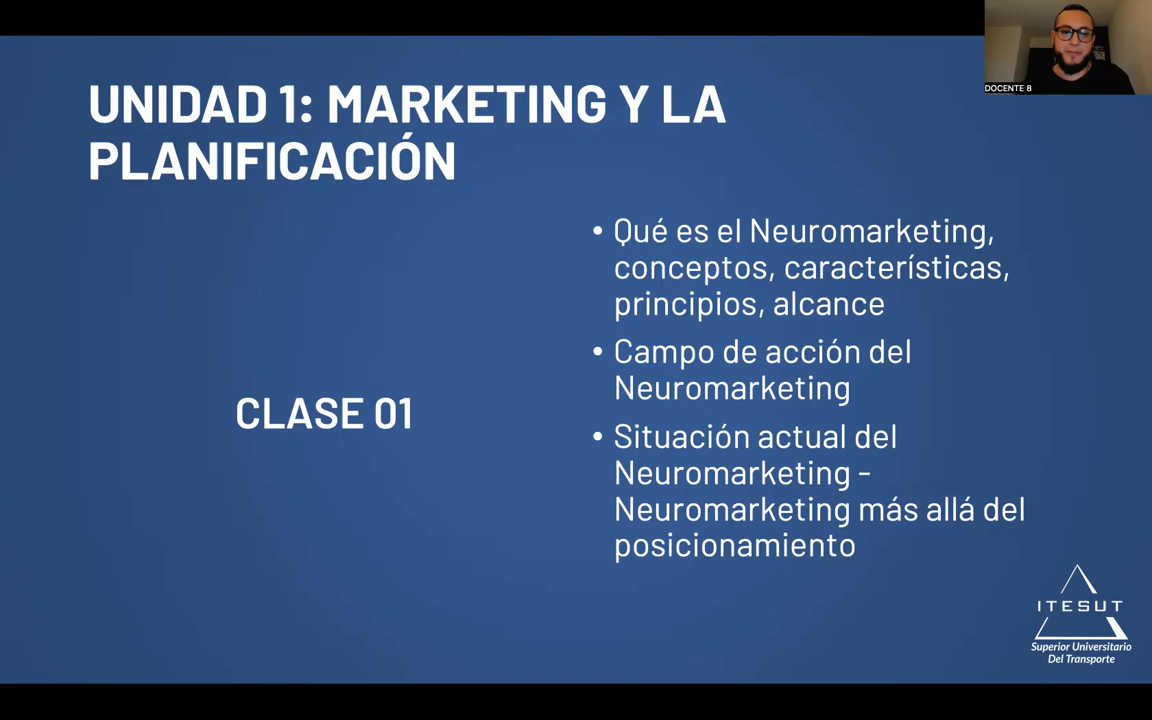 DOCENTE 8
UNIDAD 1: MARKETING Y LA
PLANIFICACIÓN
CLASE 01
• Qué es el Neuromarketing,
conceptos, características,
principios, alcance
• Campo de acción del
Neuromarketing
• Situación actual del
Neuromarketing -
Neuromarketing más allá del
posicionamiento
ITESUT
Superior Universitario
Del Transporte